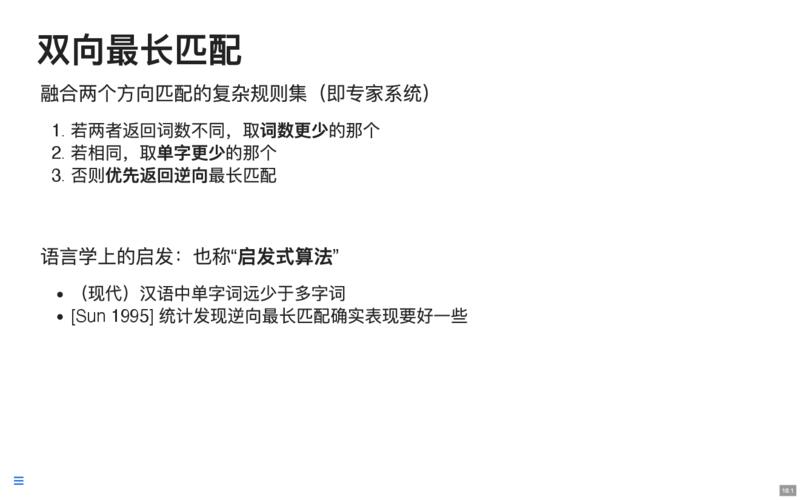 双向最长匹配
融合两个方向匹配的复杂规则集（即专家系统）
1. 若两者返回词数不同，取词数更少的那个
2. 若相同，取单字更少的那个
3. 否则优先返回逆向最长匹配
语言学上的启发：也称“启发式算法”
• （现代）汉语中单字词远少于多字词
• [Sun 1995] 统计发现逆向最长匹配确实表现要好一些